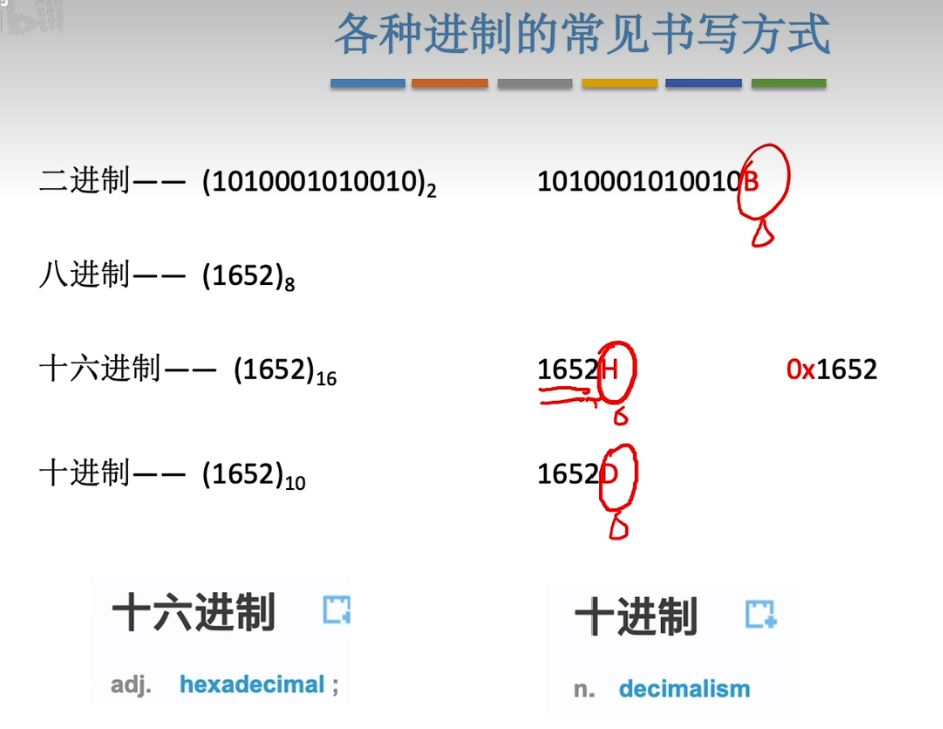 各种进制的常见书写方式
二进制—— (1010001010010)₂ 1010001010010B
八进制—— (1652)₈
十六进制—— (1652)₁₆ 1652H 0x1652
十进制—— (1652)₁₀ 1652D
十六进制 十进制
adj. hexadecimal ; n. decimalism